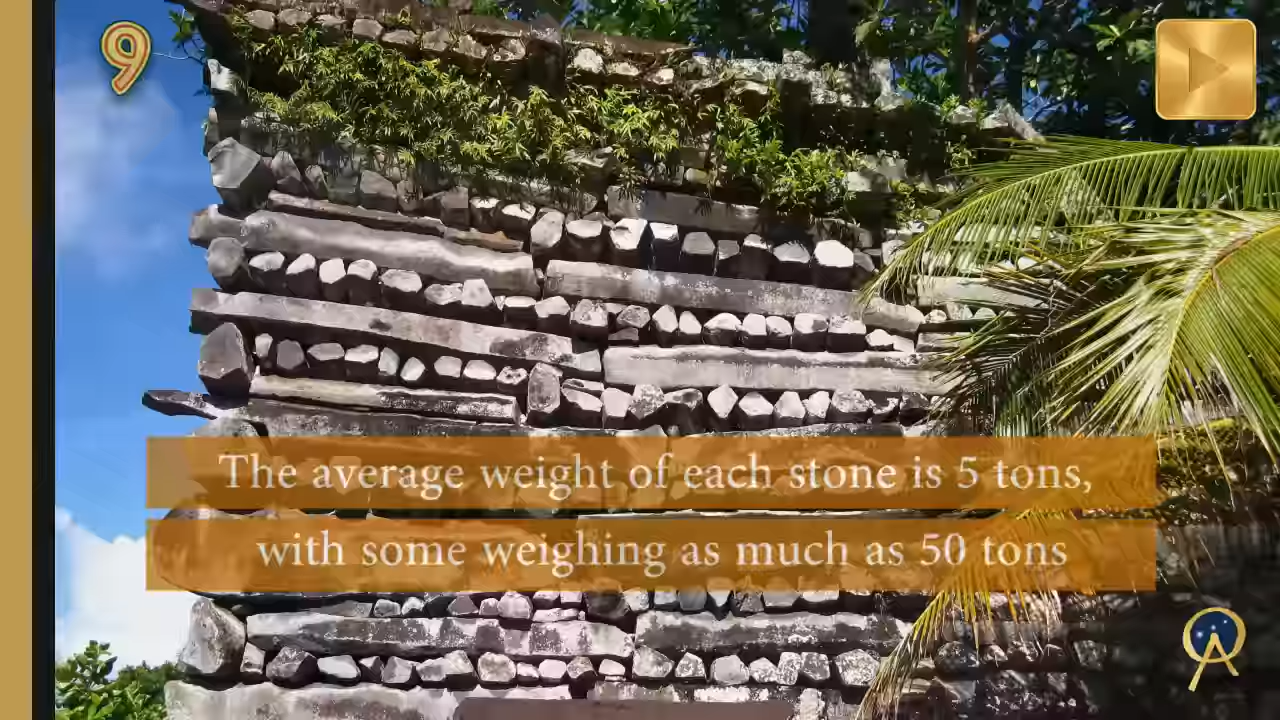 9
The average weight of each stone is 5 tons,
with some weighing as much as 50 tons